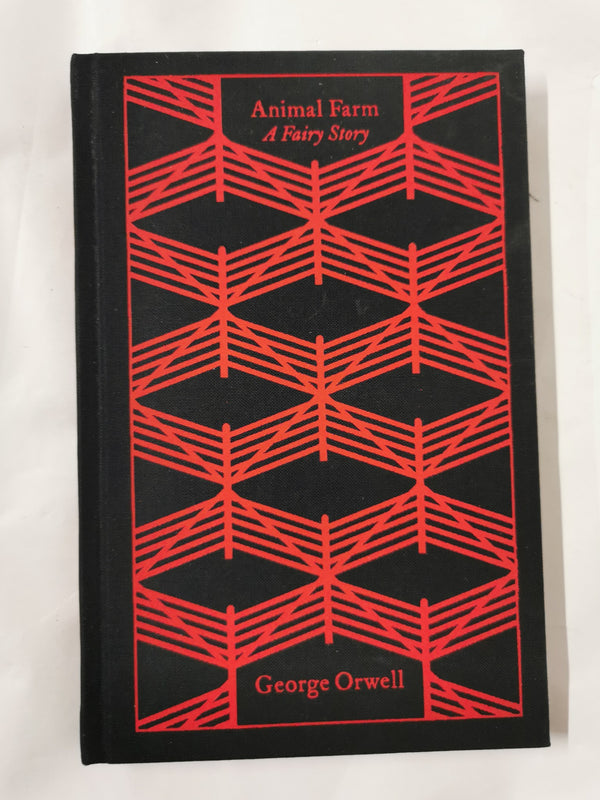 Animal Farm
A Fairy Story
George Orwell